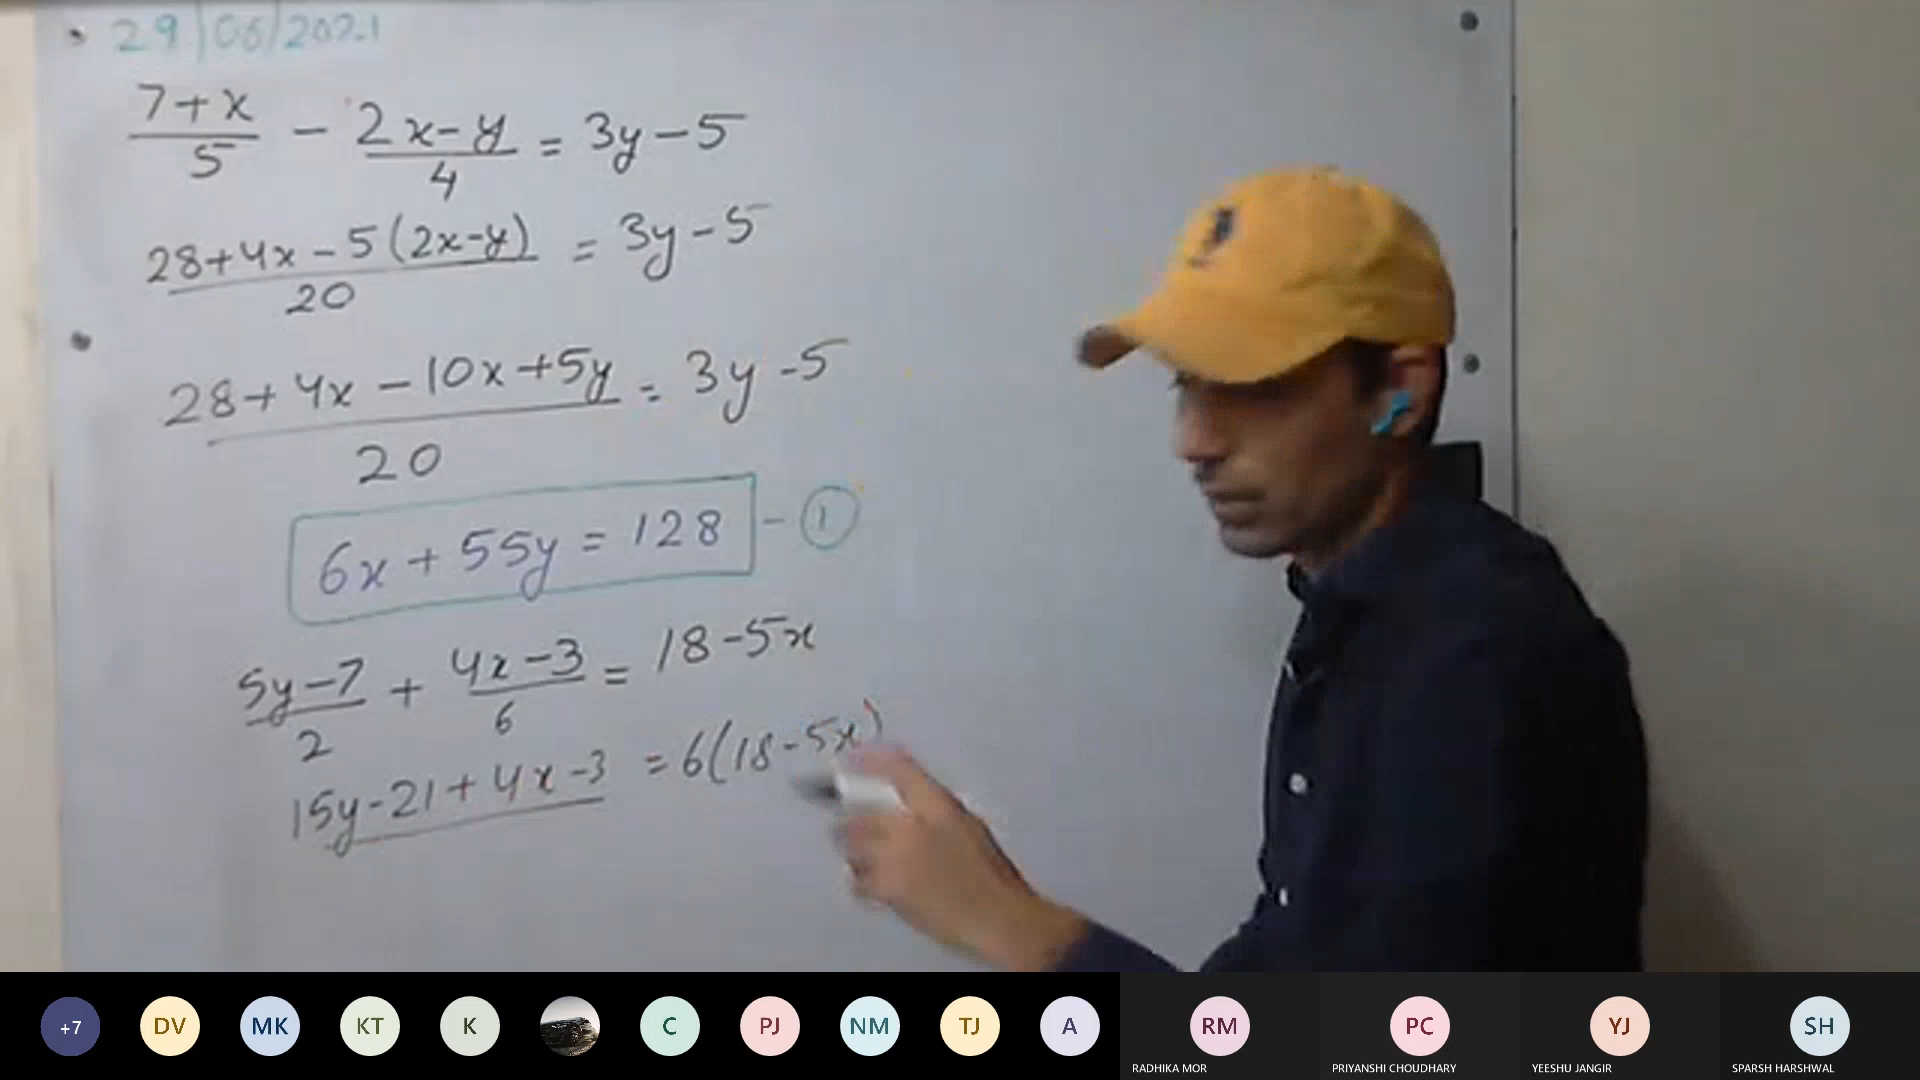 29/06/2021
7+x/5 - 2x-y/4 = 3y-5
28+4x-5(2x-y)/20 = 3y-5
28+4x-10x+5y/20 = 3y-5
6x+55y=128 - ①
5y-7/2 + 4x-3/6 = 18-5x
15y-21+4x-3 = 6(18-5x)
+7 DV MK KT K C PJ NM TJ A RM PC YJ SH
RADHIKA MOR PRIYANSHI CHOUDHARY YEESHU JANGIR SPARSH HARSHWAL